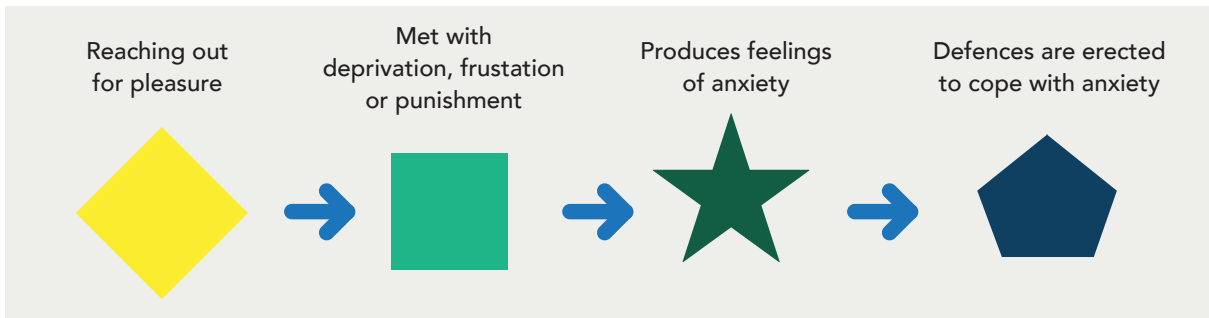 Reaching out
for pleasure
Met with
deprivation, frustation
or punishment
Produces feelings
of anxiety
Defences are erected
to cope with anxiety